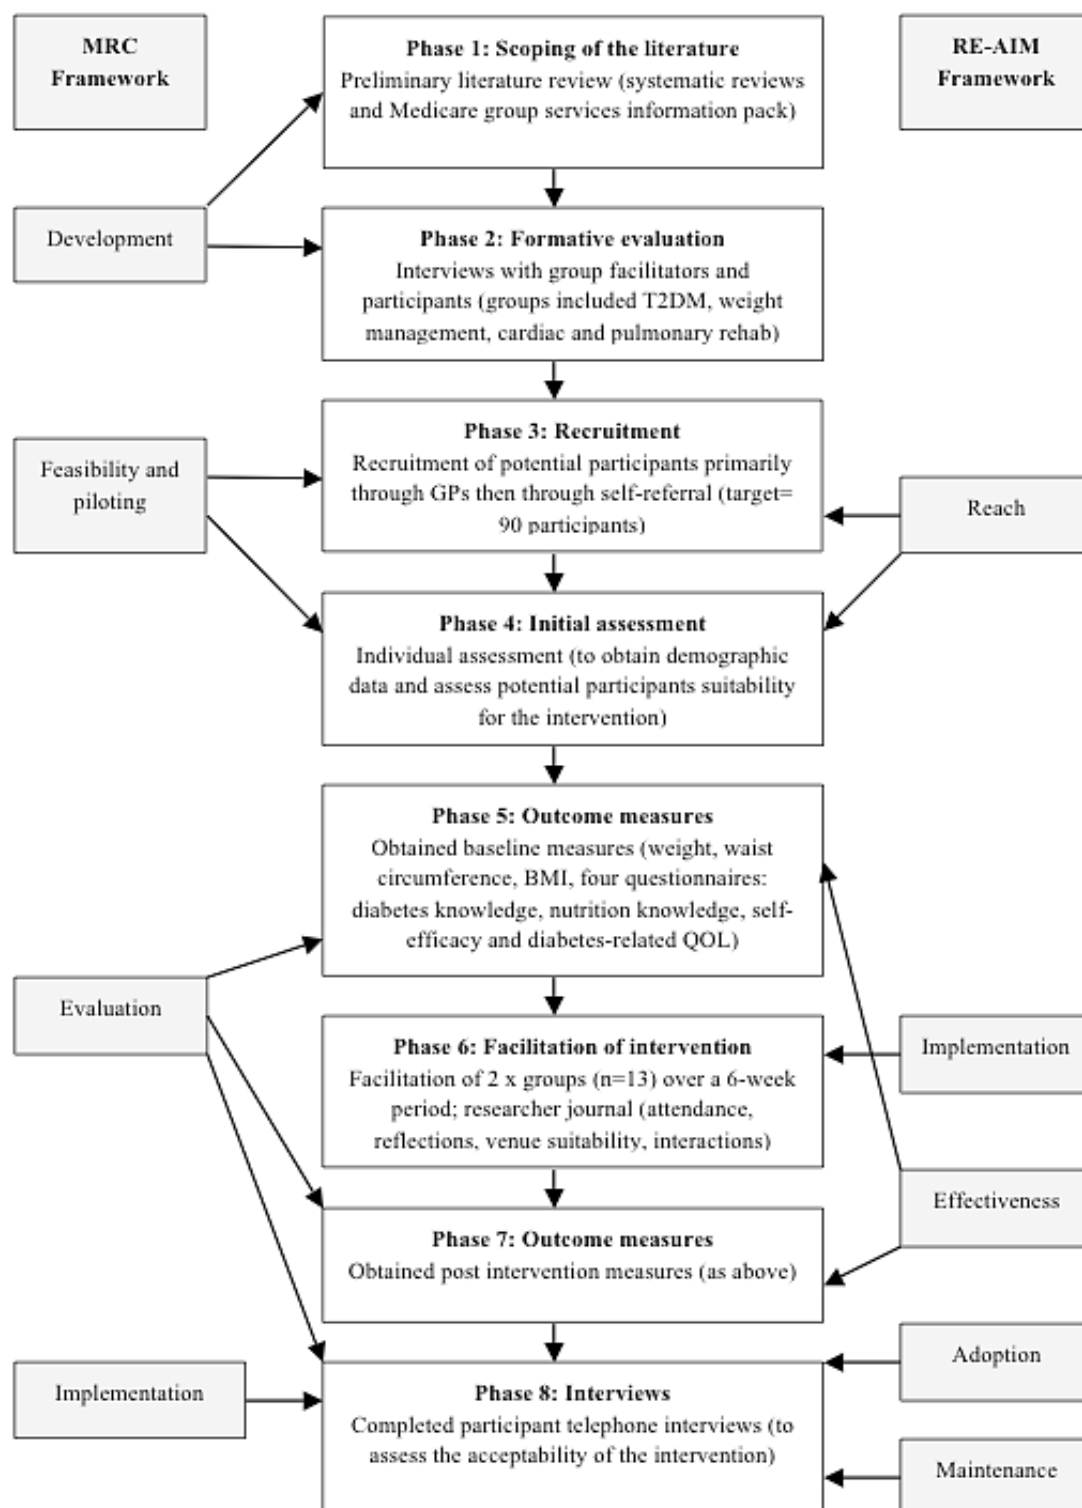 MRC
Framework
Phase 1: Scoping of the literature
Preliminary literature review (systematic reviews
and Medicare group services information pack)
RE-AIM
Framework
Development
Phase 2: Formative evaluation
Interviews with group facilitators and
participants (groups included T2DM, weight
management, cardiac and pulmonary rehab)
Feasibility and
piloting
Phase 3: Recruitment
Recruitment of potential participants primarily
through GPs then through self-referral (target=
90 participants)
Reach
Phase 4: Initial assessment
Individual assessment (to obtain demographic
data and assess potential participants suitability
for the intervention)
Phase 5: Outcome measures
Obtained baseline measures (weight, waist
circumference, BMI, four questionnaires:
diabetes knowledge, nutrition knowledge, self-
efficacy and diabetes-related QOL)
Evaluation
Phase 6: Facilitation of intervention
Facilitation of 2 x groups (n=13) over a 6-week
period; researcher journal (attendance,
reflections, venue suitability, interactions)
Implementation
Effectiveness
Phase 7: Outcome measures
Obtained post intervention measures (as above)
Implementation
Phase 8: Interviews
Completed participant telephone interviews (to
assess the acceptability of the intervention)
Adoption
Maintenance